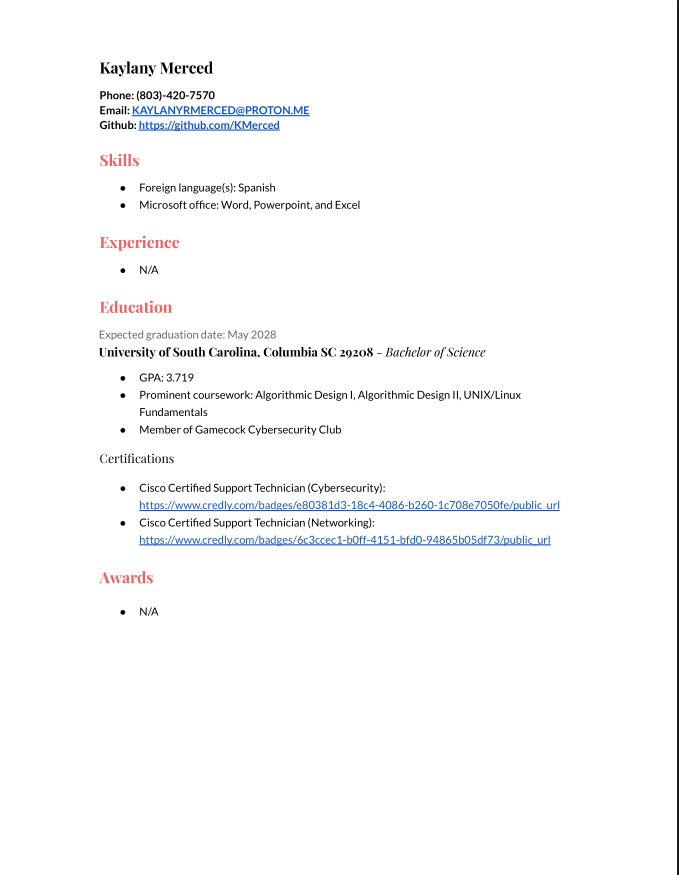 Kaylany Merced
Phone: (803)-420-7570
Email: KAYLANYRMERCED@PROTON.ME
Github: https://github.com/KMerced
Skills
● Foreign language(s): Spanish
● Microsoft office: Word, Powerpoint, and Excel
Experience
● N/A
Education
Expected graduation date: May 2028
University of South Carolina, Columbia SC 29208 - Bachelor of Science
● GPA: 3.719
● Prominent coursework: Algorithmic Design I, Algorithmic Design II, UNIX/Linux
Fundamentals
● Member of Gamecock Cybersecurity Club
Certifications
● Cisco Certified Support Technician (Cybersecurity):
https://www.credly.com/badges/e80381d3-18c4-4086-b260-1c708e7050fe/public_url
● Cisco Certified Support Technician (Networking):
https://www.credly.com/badges/6c3ccec1-b0ff-4151-bfd0-94865b05df73/public_url
Awards
● N/A